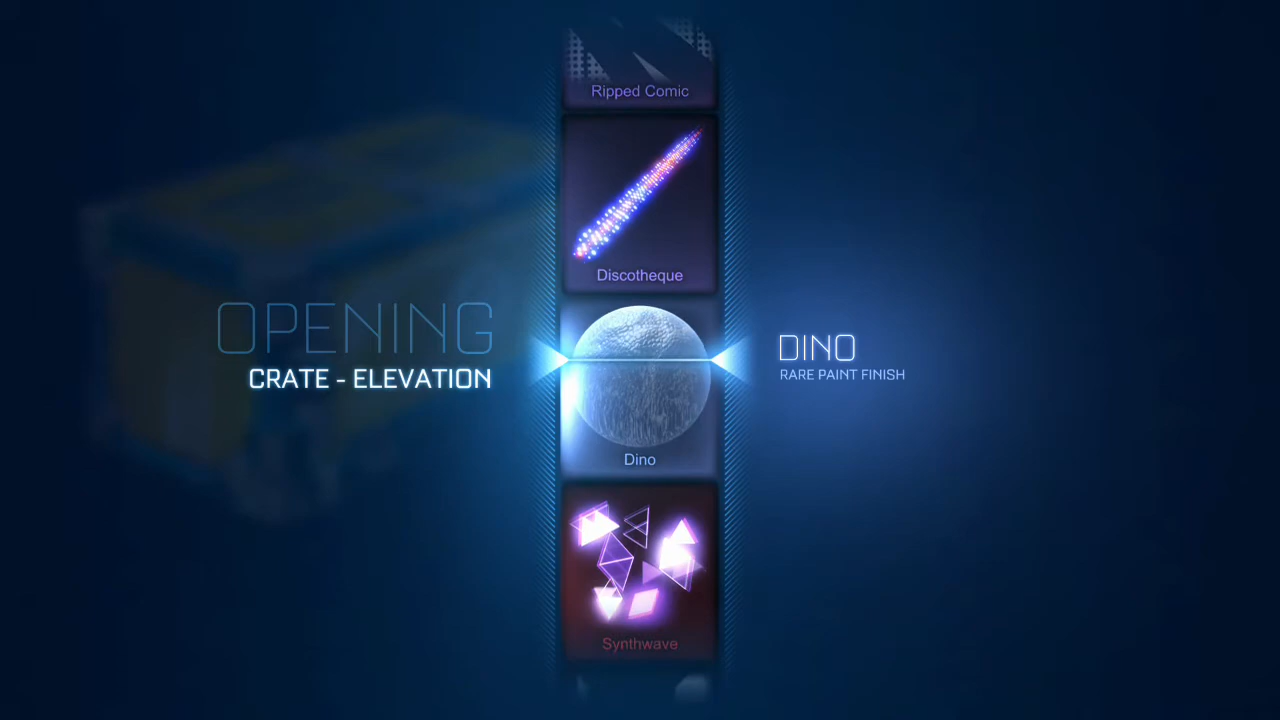 Ripped Comic
Discotheque
OPENING
CRATE - ELEVATION
DINO
RARE PAINT FINISH
Dino
Synthwave